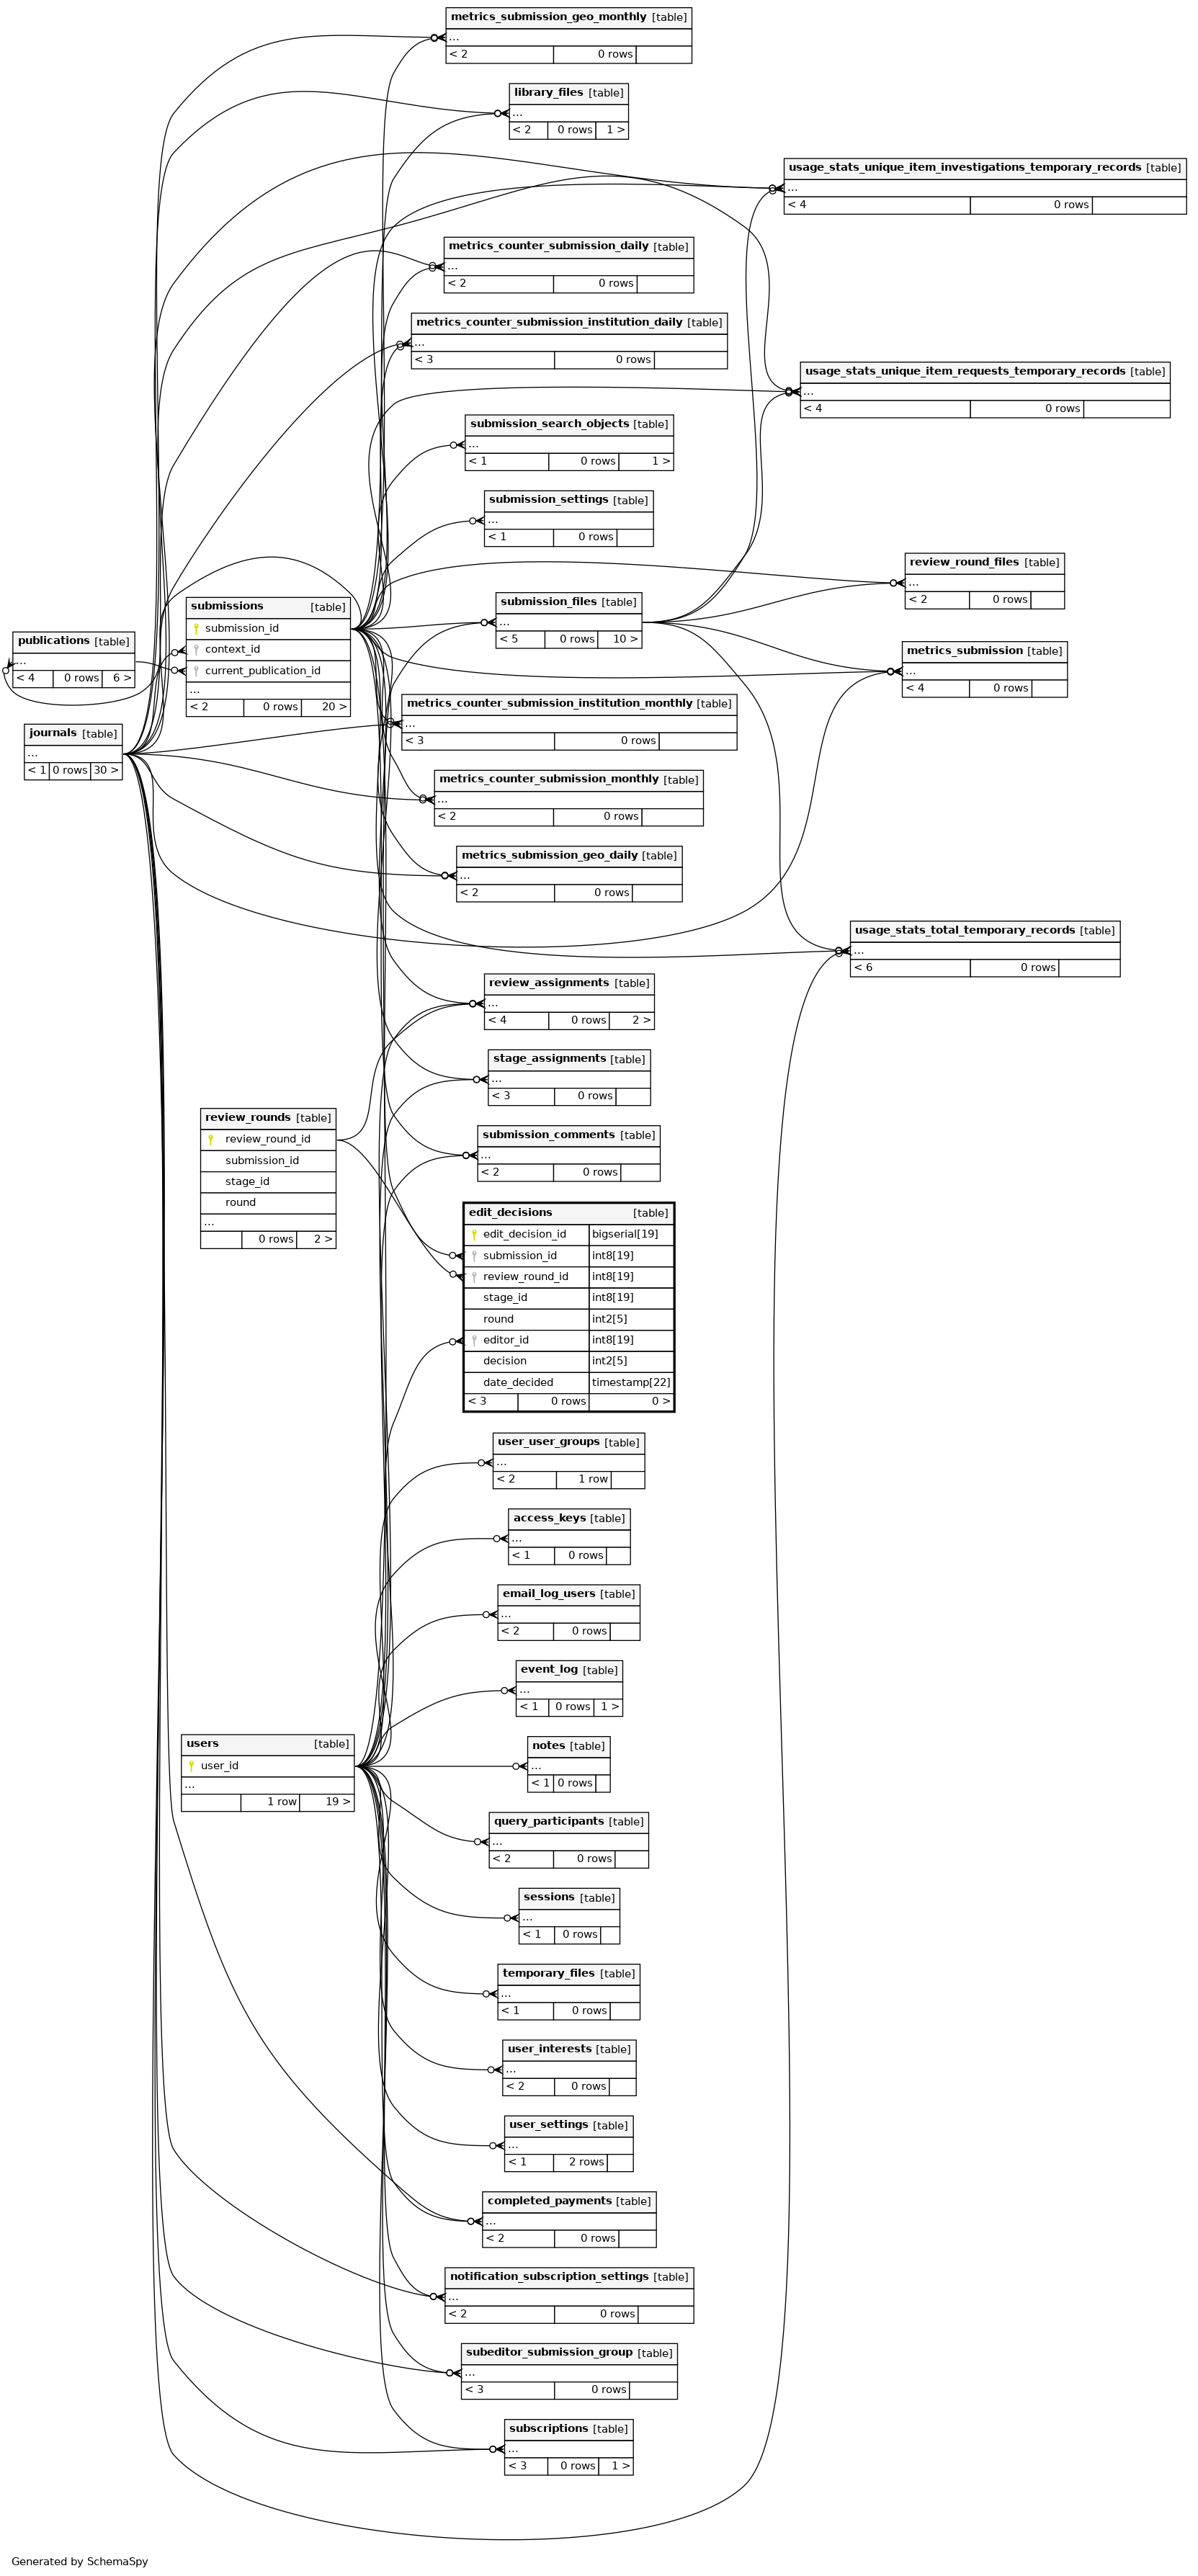 metrics_submission_geo_monthly [table]
...
< 2 0 rows
library_files [table]
...
< 2 0 rows 1 >
usage_stats_unique_item_investigations_temporary_records [table]
...
< 4 0 rows
metrics_counter_submission_daily [table]
...
< 2 0 rows
metrics_counter_submission_institution_daily [table]
...
< 3 0 rows
usage_stats_unique_item_requests_temporary_records [table]
...
< 4 0 rows
submission_search_objects [table]
...
< 1 0 rows 1 >
submission_settings [table]
...
< 1 0 rows
review_round_files [table]
...
< 2 0 rows
submission_files [table]
...
< 5 0 rows 10 >
submissions [table]
submission_id
context_id
current_publication_id
...
< 2 0 rows 20 >
publications [table]
...
< 4 0 rows 6 >
metrics_submission [table]
...
< 4 0 rows
metrics_counter_submission_institution_monthly [table]
...
< 3 0 rows
journals [table]
...
< 1 0 rows 30 >
metrics_counter_submission_monthly [table]
...
< 2 0 rows
metrics_submission_geo_daily [table]
...
< 2 0 rows
usage_stats_total_temporary_records [table]
...
< 6 0 rows
review_assignments [table]
...
< 4 0 rows 2 >
stage_assignments [table]
...
< 3 0 rows
review_rounds [table]
review_round_id
submission_id
stage_id
round
...
0 rows 2 >
submission_comments [table]
...
< 2 0 rows
edit_decisions [table]
edit_decision_id bigserial[19]
submission_id int8[19]
review_round_id int8[19]
stage_id int8[19]
round int2[5]
editor_id int8[19]
decision int2[5]
date_decided timestamp[22]
< 3 0 rows 0 >
user_user_groups [table]
...
< 2 1 row
access_keys [table]
...
< 1 0 rows
email_log_users [table]
...
< 2 0 rows
event_log [table]
...
< 1 0 rows 1 >
users [table]
user_id
...
1 row 19 >
notes [table]
...
< 1 0 rows
query_participants [table]
...
< 2 0 rows
sessions [table]
...
< 1 0 rows
temporary_files [table]
...
< 1 0 rows
user_interests [table]
...
< 2 0 rows
user_settings [table]
...
< 1 2 rows
completed_payments [table]
...
< 2 0 rows
notification_subscription_settings [table]
...
< 2 0 rows
subeditor_submission_group [table]
...
< 3 0 rows
subscriptions [table]
...
< 3 0 rows 1 >
Generated by SchemaSpy